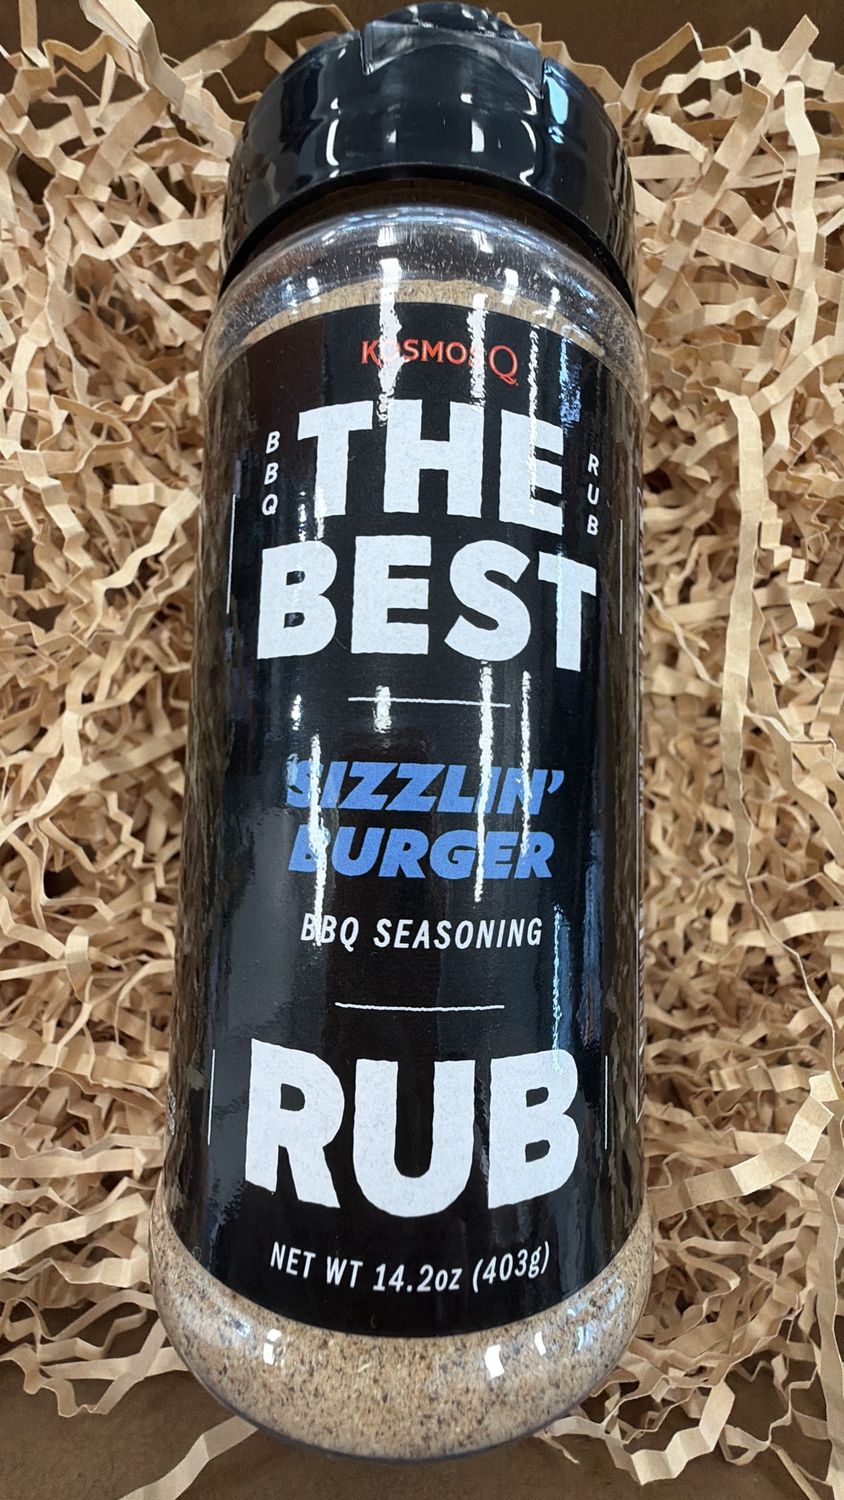 KOSMOS Q
BBQ
THE
RUB
BEST
SIZZLIN'
BURGER
BBQ SEASONING
RUB
NET WT 14.2oz (403g)